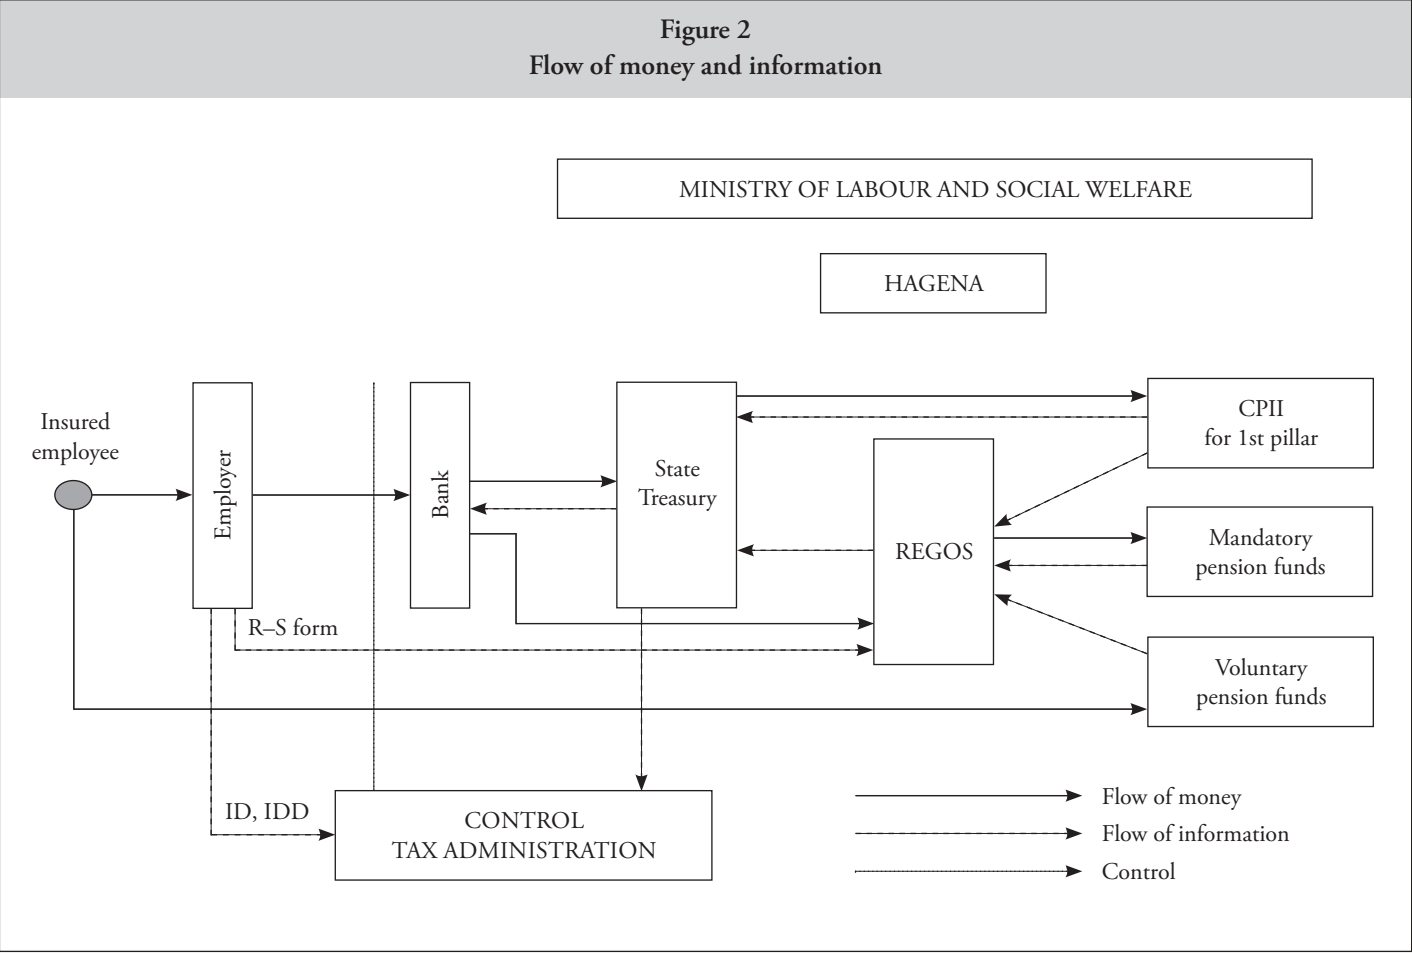 Figure 2
Flow of money and information
MINISTRY OF LABOUR AND SOCIAL WELFARE
HAGENA
Insured
employee
Employer
Bank
State
Treasury
REGOS
CPII
for 1st pillar
Mandatory
pension funds
Voluntary
pension funds
R–S form
ID, IDD
CONTROL
TAX ADMINISTRATION
Flow of money
Flow of information
Control